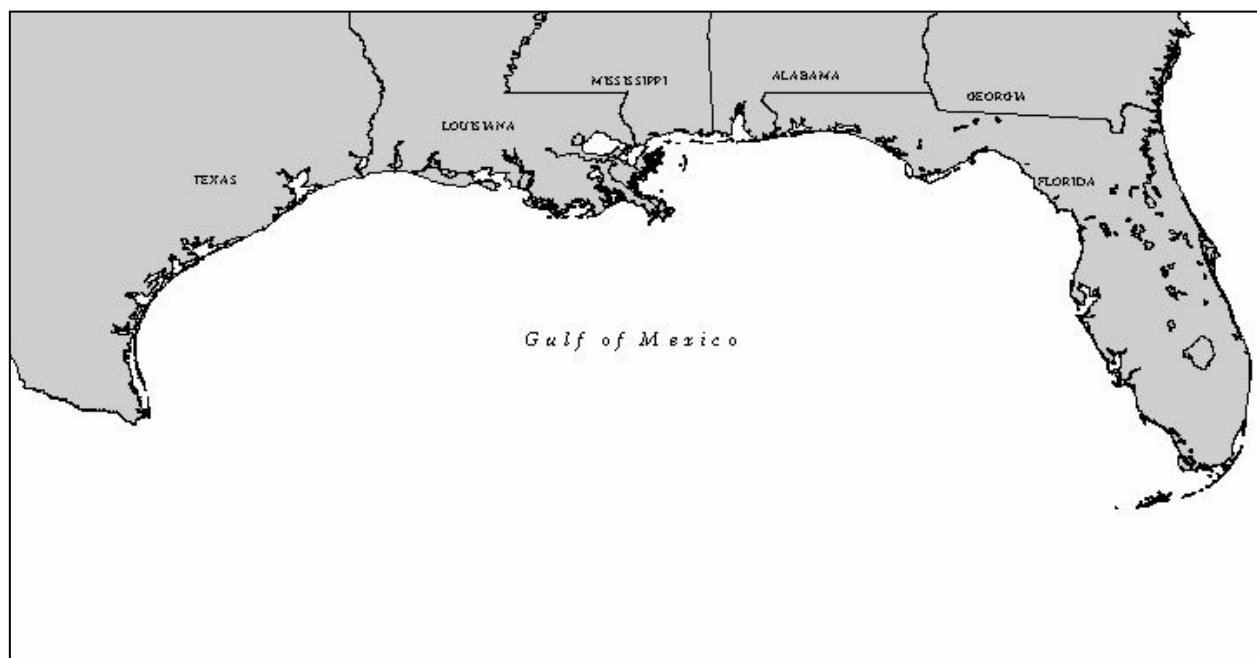 MISSISSIPPI
ALABAMA
GEORGIA
LOUISIANA
TEXAS
FLORIDA
Gulf of Mexico